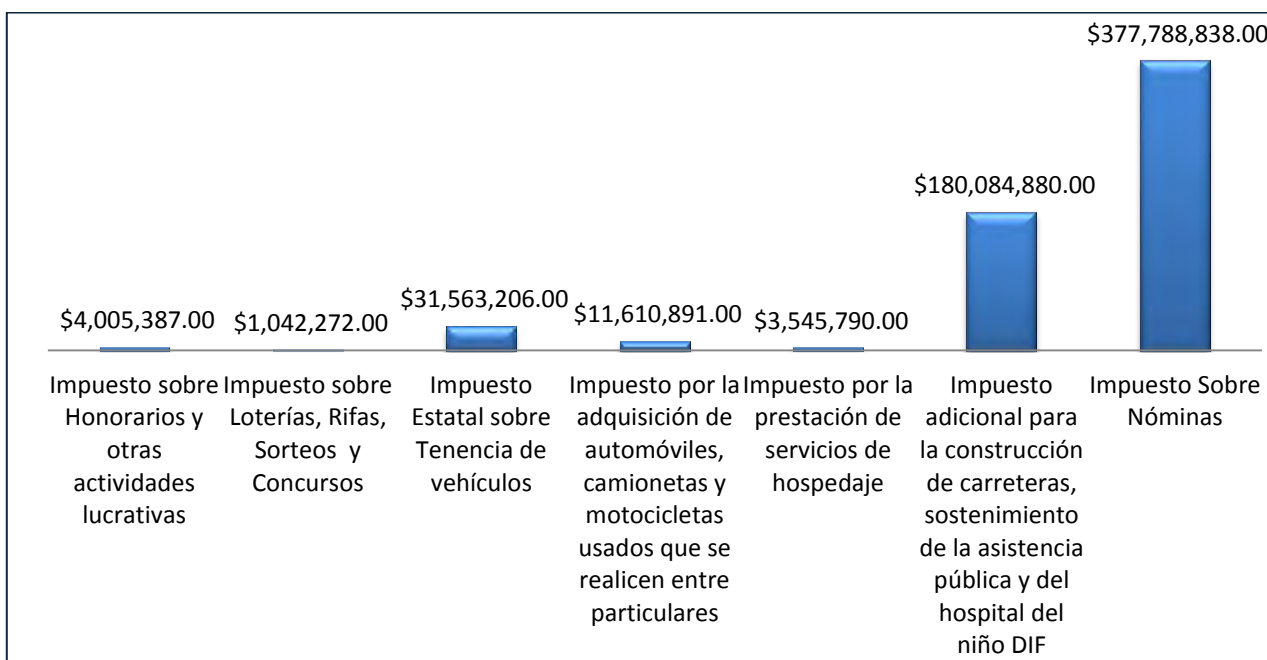 $377,788,838.00
$180,084,880.00
$31,563,206.00
$11,610,891.00
$4,005,387.00
$1,042,272.00
$3,545,790.00
Impuesto sobre
Honorarios y
otras
actividades
lucrativas
Impuesto sobre
Loterías, Rifas,
Sorteos y
Concursos
Impuesto
Estatal sobre
Tenencia de
vehículos
Impuesto por la
adquisición de
automóviles,
camionetas y
motocicletas
usados que se
realicen entre
particulares
Impuesto por la
prestación de
servicios de
hospedaje
Impuesto
adicional para
la construcción
de carreteras,
sostenimiento
de la asistencia
pública y del
hospital del
niño DIF
Impuesto Sobre
Nóminas